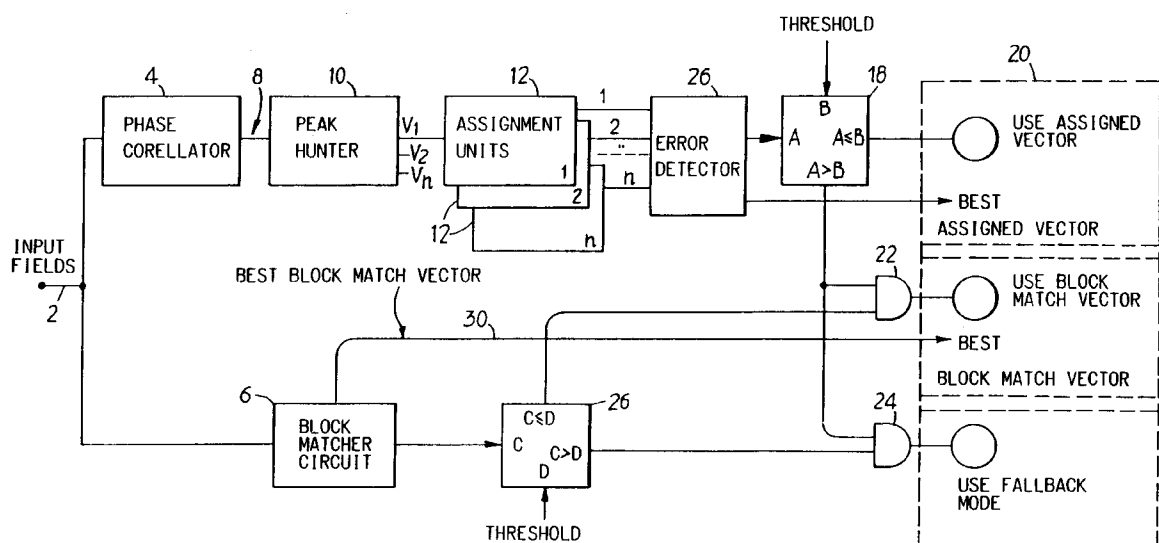 THRESHOLD
4
10
12
26
18
20
8
PHASE
CORELLATOR
PEAK
HUNTER
V1
V2
Vn
ASSIGNMENT
UNITS
1
2
n
12
12
1
2
"
n
ERROR
DETECTOR
B
A
A≤B
A>B
USE ASSIGNED
VECTOR
BEST
ASSIGNED VECTOR
INPUT
FIELDS
2
BEST BLOCK MATCH VECTOR
30
22
USE BLOCK
MATCH VECTOR
BEST
BLOCK MATCH VECTOR
6
BLOCK
MATCHER
CIRCUIT
26
C≤D
C
C>D
D
24
USE FALLBACK
MODE
THRESHOLD